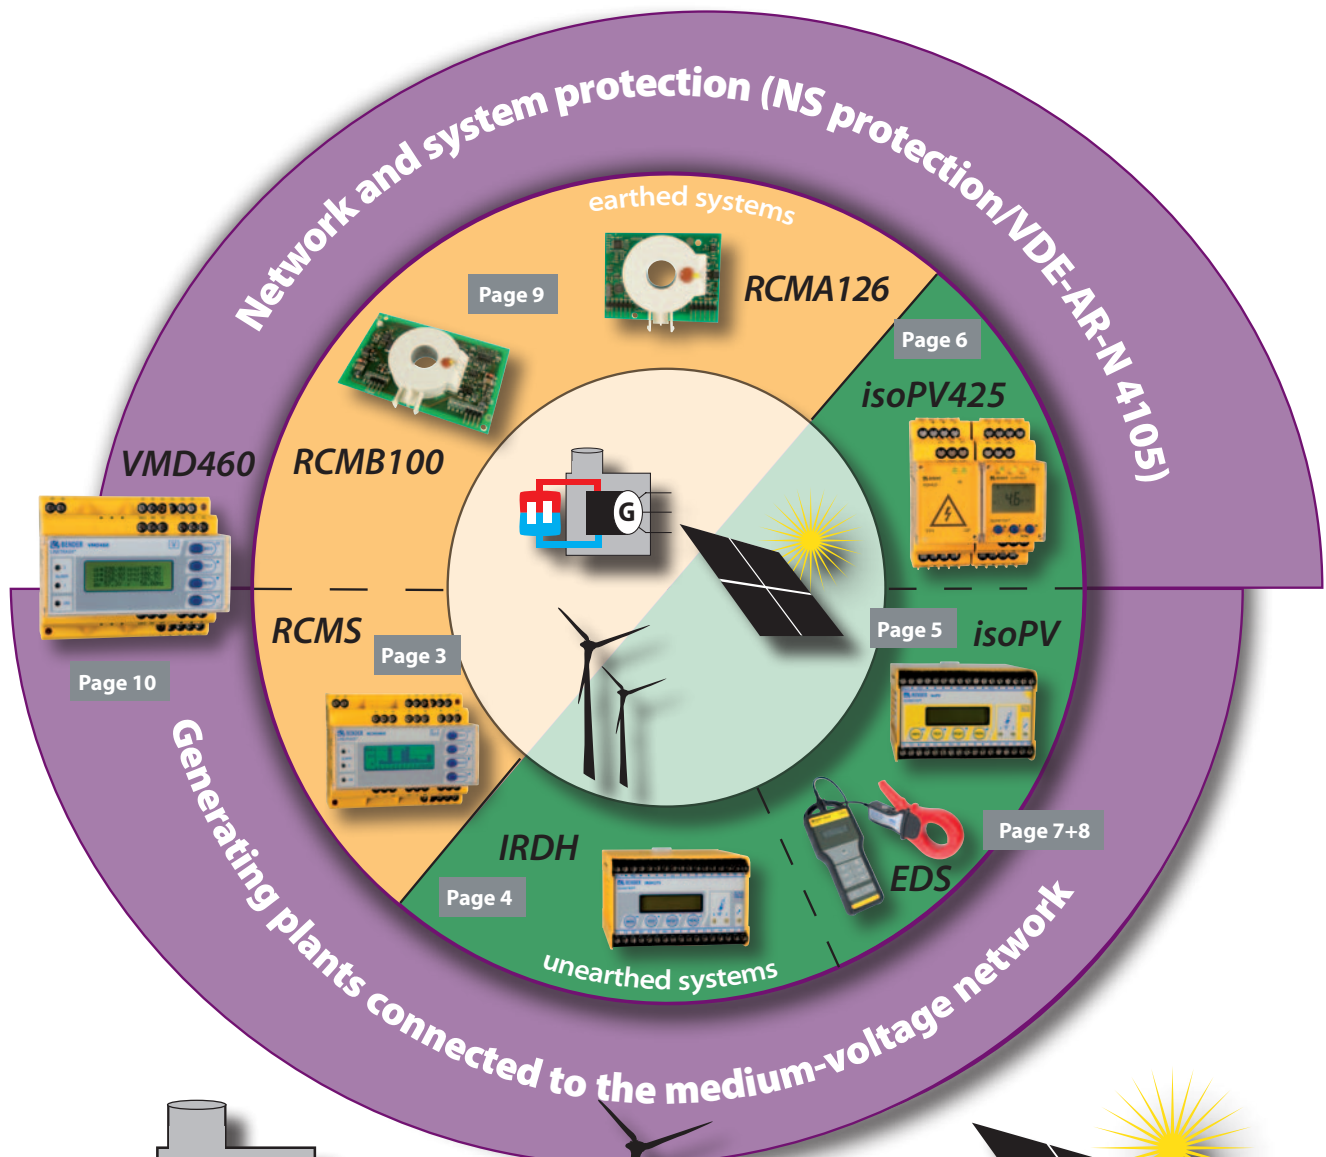 Network and system protection (NS protection/VDE-AR-N 4105)
earthed systems
RCMA126
Page 9
Page 6
isoPV425
VMD460
RCMB100
G
RCMS
Page 3
Page 5
isoPV
Page 10
Page 7+8
EDS
IRDH
Page 4
unearthed systems
Generating plants connected to the medium-voltage network